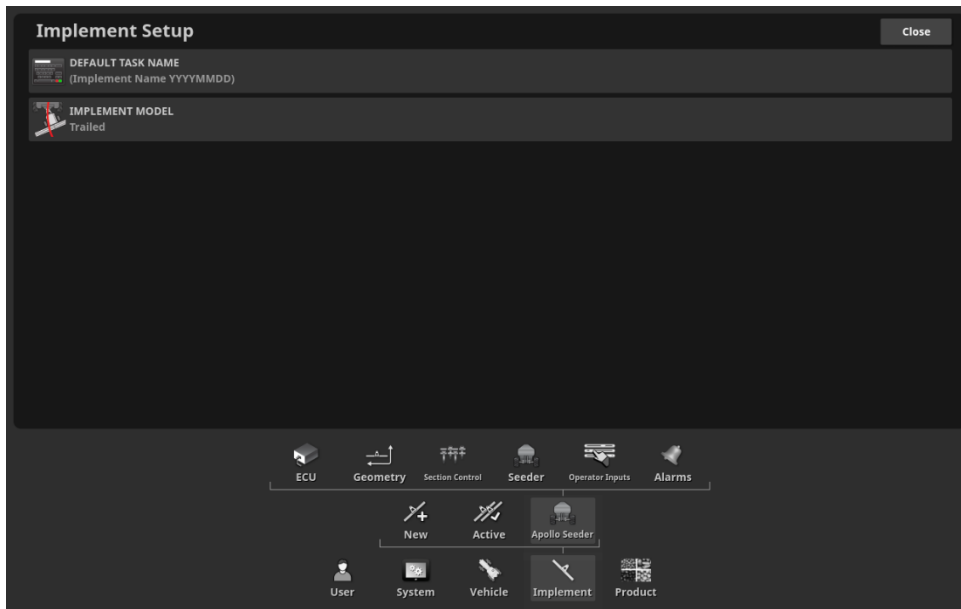 Implement Setup
Close
DEFAULT TASK NAME
(Implement Name YYYYMMDD)
IMPLEMENT MODEL
Trailed
ECU
Geometry
Section Control
Seeder
Operator Inputs
Alarms
New
Active
Apollo Seeder
User
System
Vehicle
Implement
Product